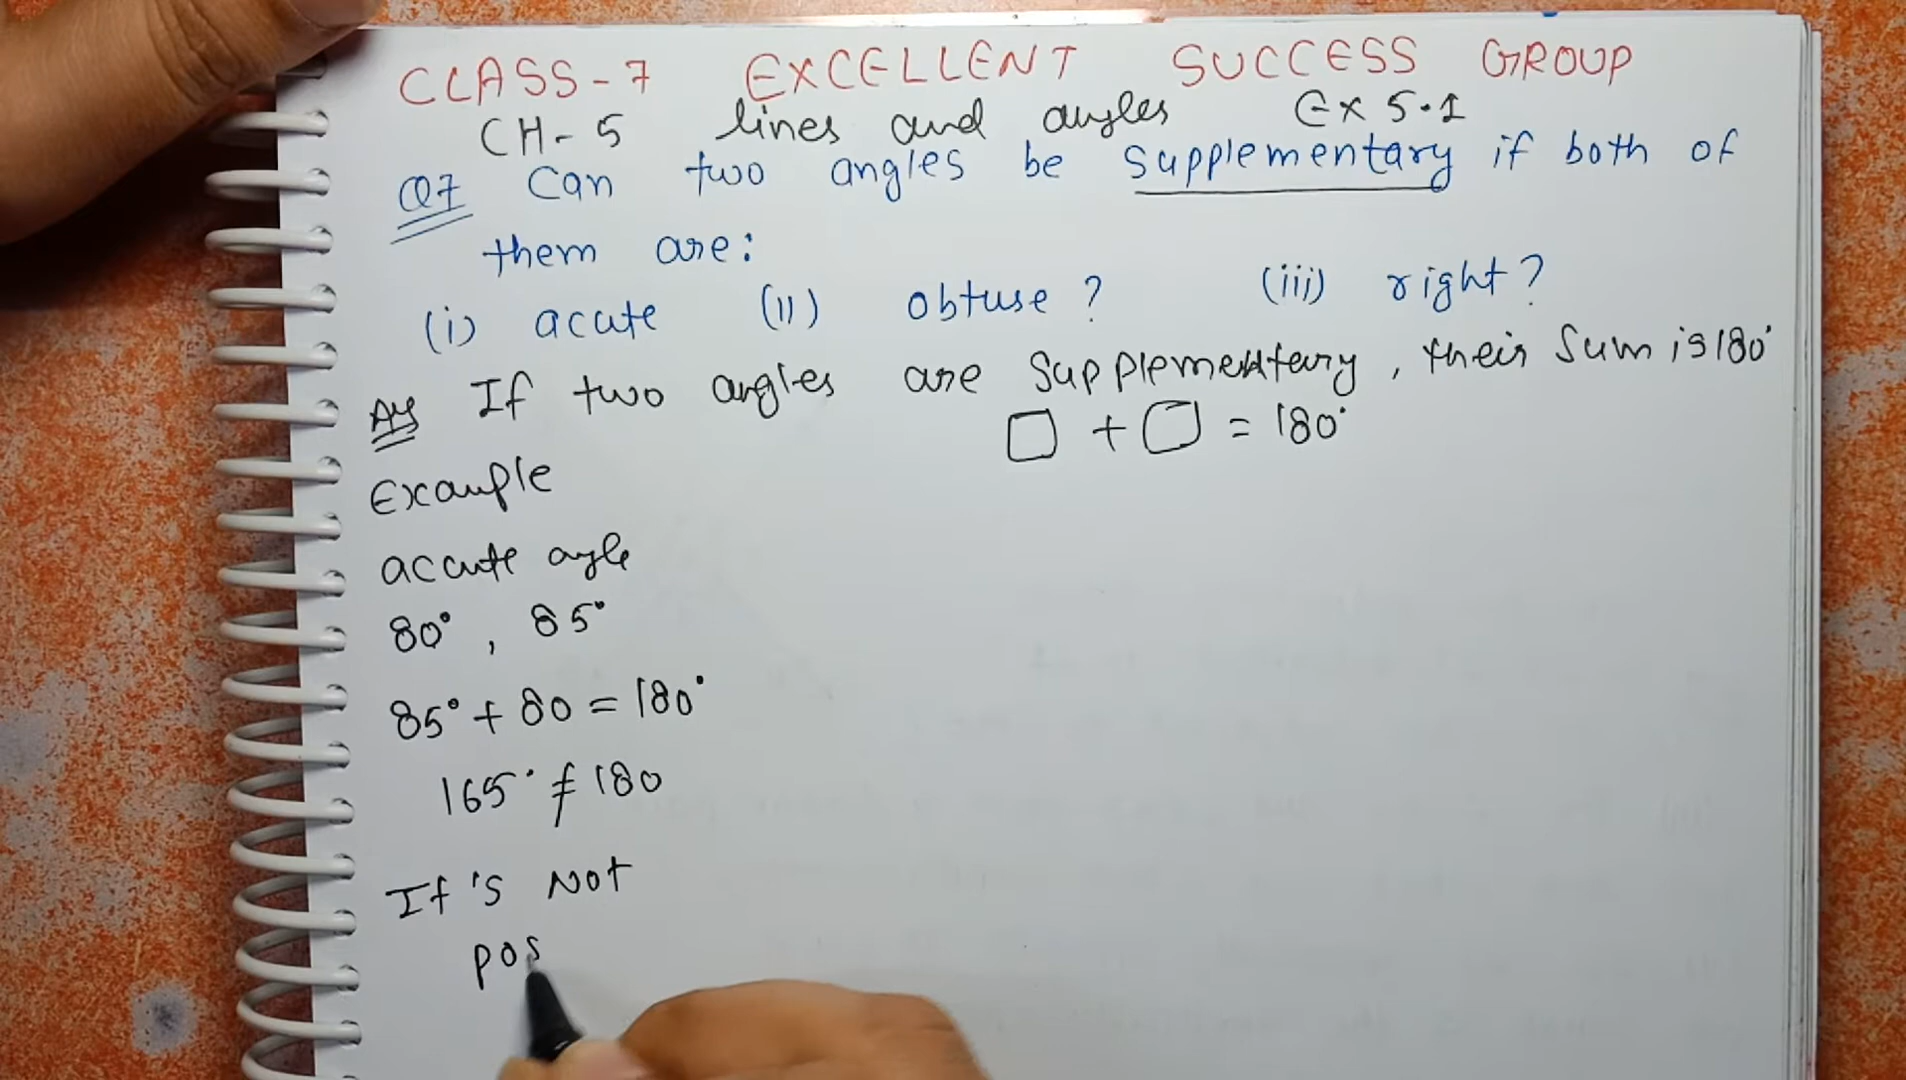 CLASS-7 EXCELLENT SUCCESS GROUP
CH-5 lines and angles Ex 5.1
Q7 Can two angles be supplementary if both of
them are:
(i) acute (ii) obtuse ? (iii) right?
Ans If two angles are Supplementary, their Sum is 180°
□ + □ = 180°
Example
accute angle
80° , 85°
85° + 80 = 180°
165° ≠ 180
It's Not
pos